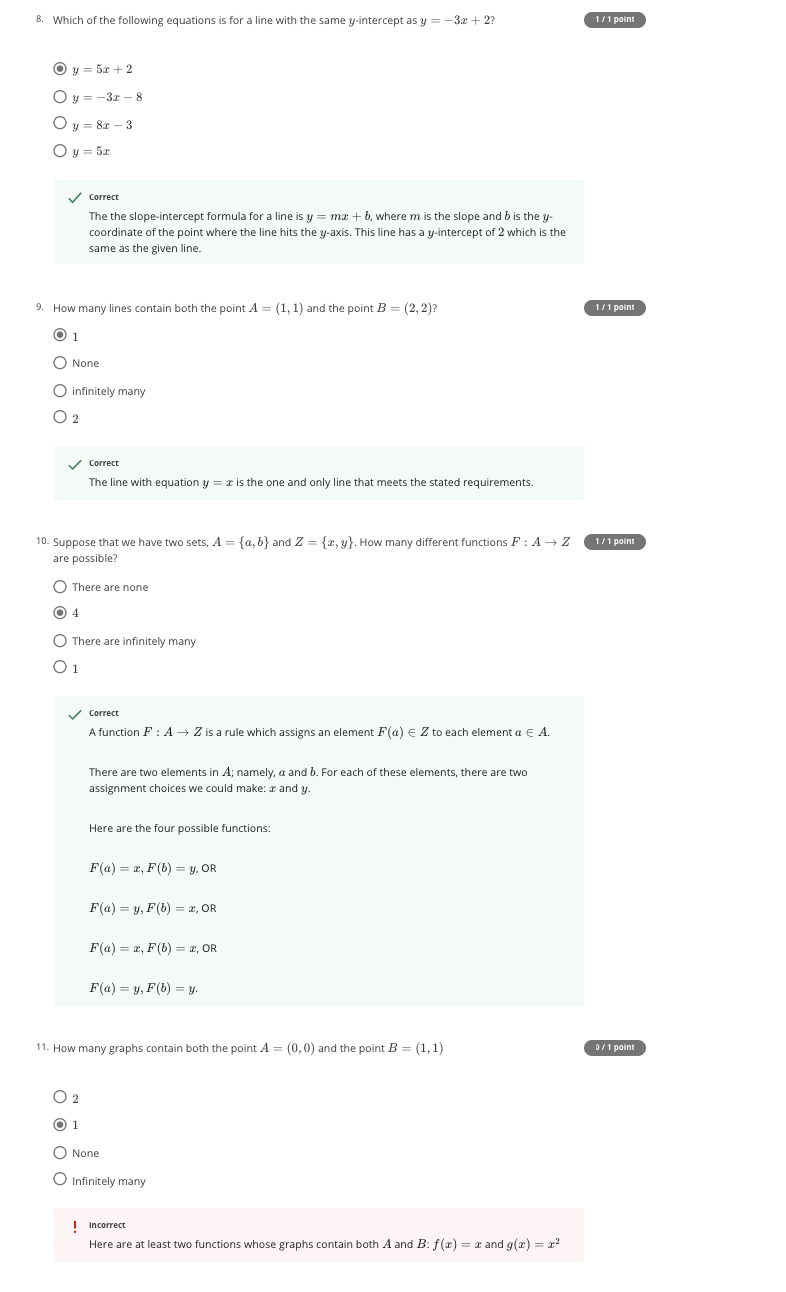 8. Which of the following equations is for a line with the same y-intercept as y = −3x + 2?
1 / 1 point
y = 5x + 2
y = −3x − 8
y = 8x − 3
y = 5x
Correct
The the slope-intercept formula for a line is y = mx + b, where m is the slope and b is the y-
coordinate of the point where the line hits the y-axis. This line has a y-intercept of 2 which is the
same as the given line.
9. How many lines contain both the point A = (1, 1) and the point B = (2, 2)?
1 / 1 point
1
None
infinitely many
2
Correct
The line with equation y = x is the one and only line that meets the stated requirements.
10. Suppose that we have two sets, A = {a, b} and Z = {x, y}. How many different functions F : A → Z
are possible?
1 / 1 point
There are none
4
There are infinitely many
1
Correct
A function F : A → Z is a rule which assigns an element F(a) ∈ Z to each element a ∈ A.
There are two elements in A; namely, a and b. For each of these elements, there are two
assignment choices we could make: x and y.
Here are the four possible functions:
F(a) = x, F(b) = y, OR
F(a) = y, F(b) = x, OR
F(a) = x, F(b) = x, OR
F(a) = y, F(b) = y.
11. How many graphs contain both the point A = (0, 0) and the point B = (1, 1)
0 / 1 point
2
1
None
Infinitely many
Incorrect
Here are at least two functions whose graphs contain both A and B: f(x) = x and g(x) = x²